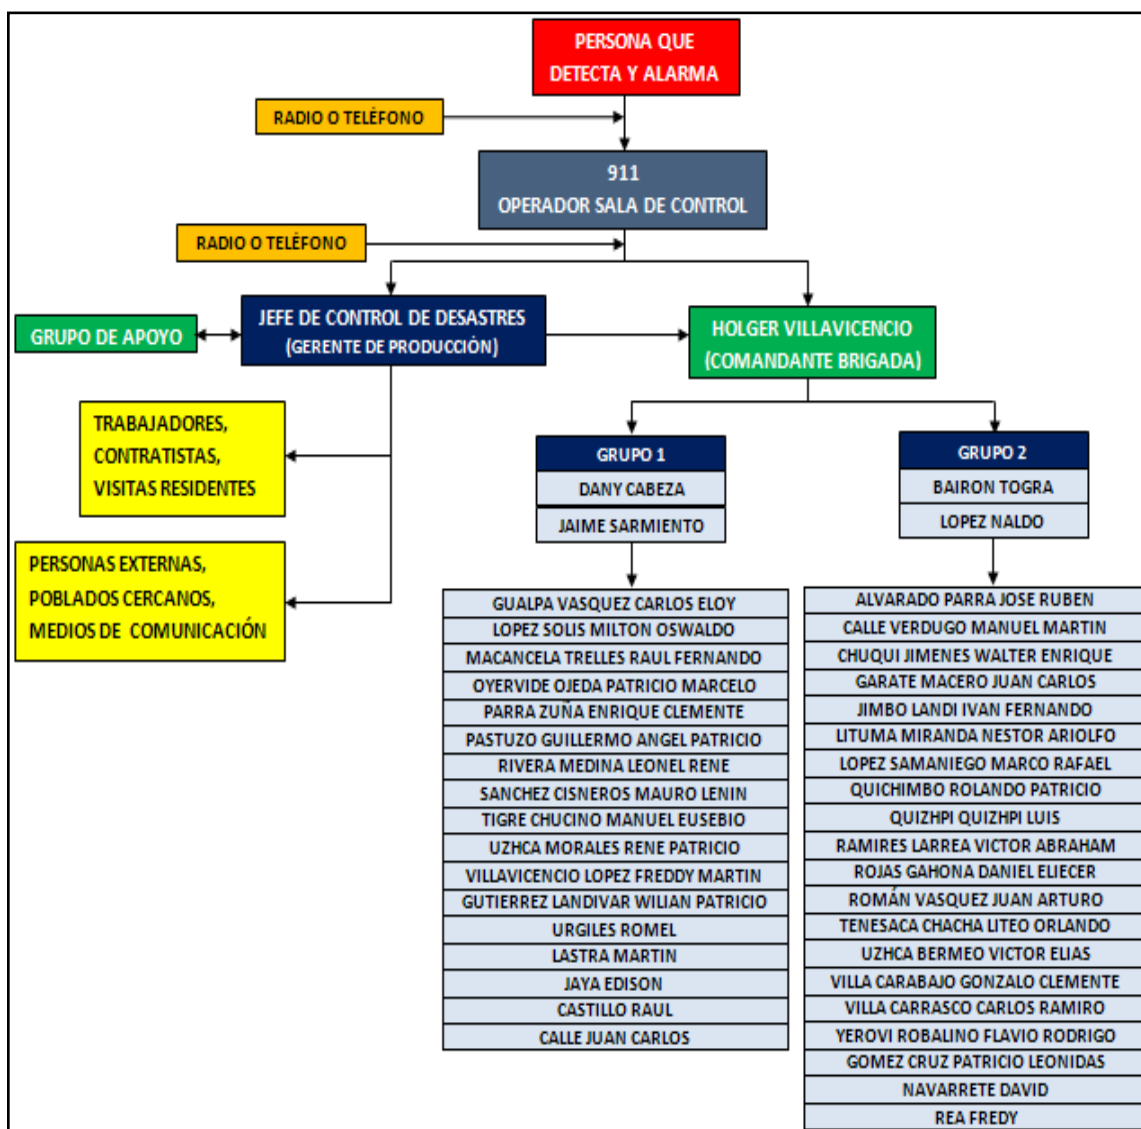 PERSONA QUE
DETECTA Y ALARMA
RADIO O TELÉFONO
911
OPERADOR SALA DE CONTROL
RADIO O TELÉFONO
GRUPO DE APOYO
JEFE DE CONTROL DE DESASTRES
(GERENTE DE PRODUCCIÓN)
HOLGER VILLAVICENCIO
(COMANDANTE BRIGADA)
TRABAJADORES,
CONTRATISTAS,
VISITAS RESIDENTES
PERSONAS EXTERNAS,
POBLADOS CERCANOS,
MEDIOS DE COMUNICACIÓN
GRUPO 1
DANY CABEZA
JAIME SARMIENTO
GUALPA VASQUEZ CARLOS ELOY
LOPEZ SOLIS MILTON OSWALDO
MACANCELA TRELLES RAUL FERNANDO
OYERVIDE OJEDA PATRICIO MARCELO
PARRA ZUÑA ENRIQUE CLEMENTE
PASTUZO GUILLERMO ANGEL PATRICIO
RIVERA MEDINA LEONEL RENE
SANCHEZ CISNEROS MAURO LENIN
TIGRE CHUCINO MANUEL EUSEBIO
UZHCA MORALES RENE PATRICIO
VILLAVICENCIO LOPEZ FREDDY MARTIN
GUTIERREZ LANDIVAR WILIAN PATRICIO
URGILES ROMEL
LASTRA MARTIN
JAYA EDISON
CASTILLO RAUL
CALLE JUAN CARLOS
GRUPO 2
BAIRON TOGRA
LOPEZ NALDO
ALVARADO PARRA JOSE RUBEN
CALLE VERDUGO MANUEL MARTIN
CHUQUI JIMENES WALTER ENRIQUE
GARATE MACERO JUAN CARLOS
JIMBO LANDI IVAN FERNANDO
LITUMA MIRANDA NESTOR ARIOLFO
LOPEZ SAMANIEGO MARCO RAFAEL
QUICHIMBO ROLANDO PATRICIO
QUIZHPI QUIZHPI LUIS
RAMIRES LARREA VICTOR ABRAHAM
ROJAS GAHONA DANIEL ELIECER
ROMÁN VASQUEZ JUAN ARTURO
TENESACA CHACHA LITEO ORLANDO
UZHCA BERMEO VICTOR ELIAS
VILLA CARABAJO GONZALO CLEMENTE
VILLA CARRASCO CARLOS RAMIRO
YEROVI ROBALINO FLAVIO RODRIGO
GOMEZ CRUZ PATRICIO LEONIDAS
NAVARRETE DAVID
REA FREDY